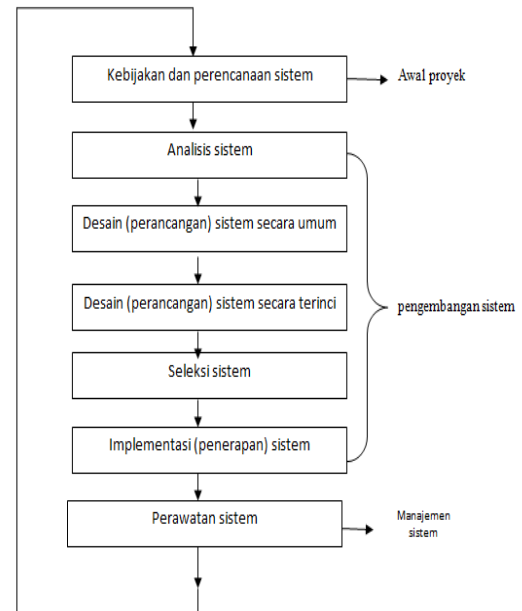 Kebijakan dan perencanaan sistem
Awal proyek
Analisis sistem
Desain (perancangan) sistem secara umum
Desain (perancangan) sistem secara terinci
pengembangan sistem
Seleksi sistem
Implementasi (penerapan) sistem
Perawatan sistem
Manajemen
sistem